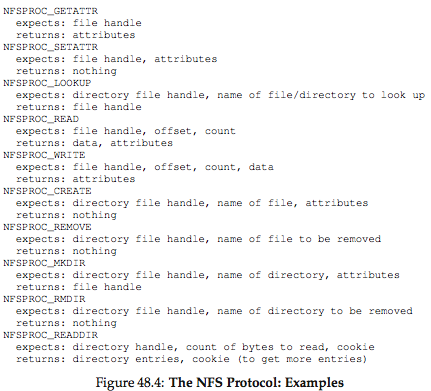 NFSPROC_GETATTR
expects: file handle
returns: attributes
NFSPROC_SETATTR
expects: file handle, attributes
returns: nothing
NFSPROC_LOOKUP
expects: directory file handle, name of file/directory to look up
returns: file handle
NFSPROC_READ
expects: file handle, offset, count
returns: data, attributes
NFSPROC_WRITE
expects: file handle, offset, count, data
returns: attributes
NFSPROC_CREATE
expects: directory file handle, name of file, attributes
returns: nothing
NFSPROC_REMOVE
expects: directory file handle, name of file to be removed
returns: nothing
NFSPROC_MKDIR
expects: directory file handle, name of directory, attributes
returns: file handle
NFSPROC_RMDIR
expects: directory file handle, name of directory to be removed
returns: nothing
NFSPROC_READDIR
expects: directory handle, count of bytes to read, cookie
returns: directory entries, cookie (to get more entries)
Figure 48.4: The NFS Protocol: Examples